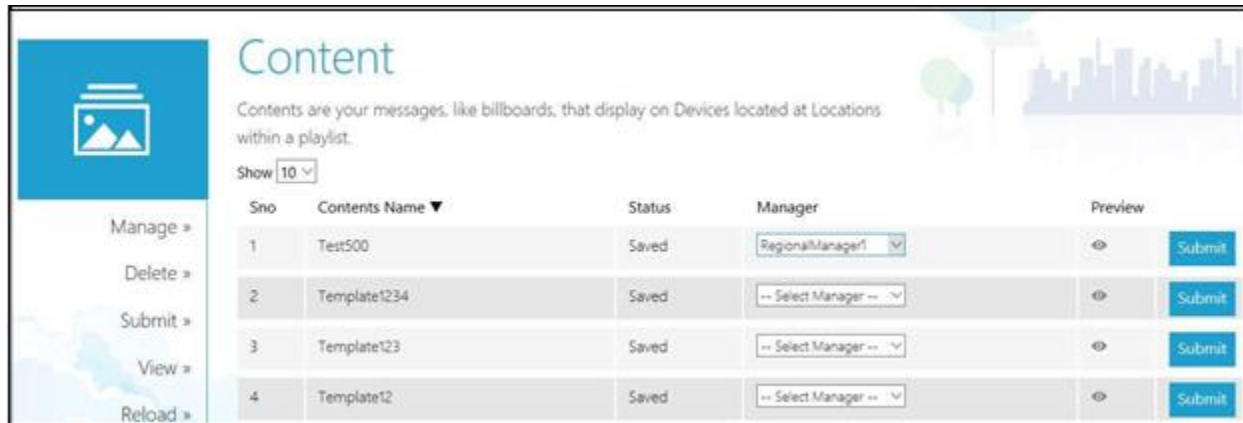 Content
Contents are your messages, like billboards, that display on Devices located at Locations
within a playlist.
Show 10
Sno Contents Name ▼ Status Manager Preview
1 Test500 Saved RegionalManager1 Submit
2 Template1234 Saved -- Select Manager -- Submit
3 Template123 Saved -- Select Manager -- Submit
4 Template12 Saved -- Select Manager -- Submit
Manage »
Delete »
Submit »
View »
Reload »